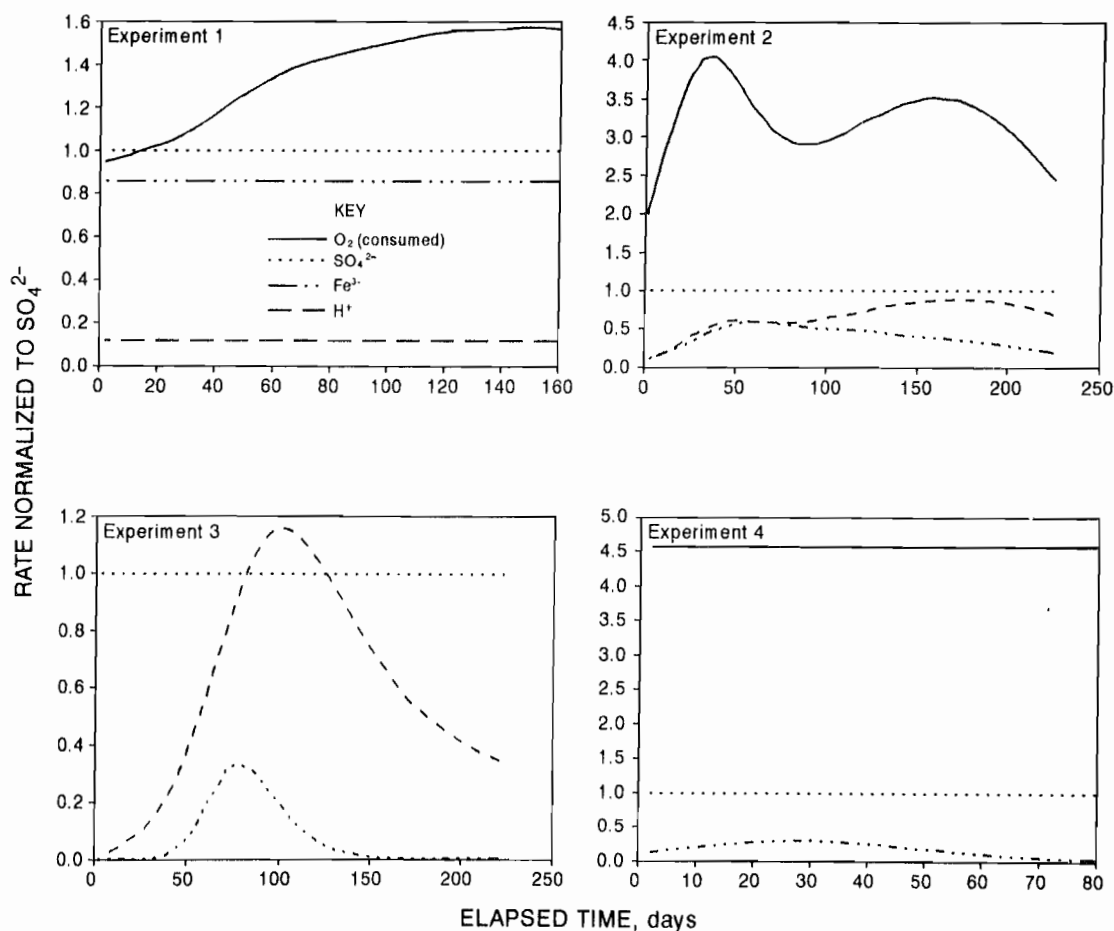 RATE NORMALIZED TO SO₄²⁻
Experiment 1
1.6
1.4
1.2
1.0
0.8
0.6
0.4
0.2
0.0
KEY
O₂ (consumed)
SO₄²⁻
Fe³⁻
H⁺
0 20 40 60 80 100 120 140 160
Experiment 2
4.5
4.0
3.5
3.0
2.5
2.0
1.5
1.0
0.5
0.0
0 50 100 150 200 250
Experiment 3
1.2
1.0
0.8
0.6
0.4
0.2
0.0
0 50 100 150 200 250
Experiment 4
5.0
4.5
4.0
3.5
3.0
2.5
2.0
1.5
1.0
0.5
0.0
0 10 20 30 40 50 60 70 80
ELAPSED TIME, days